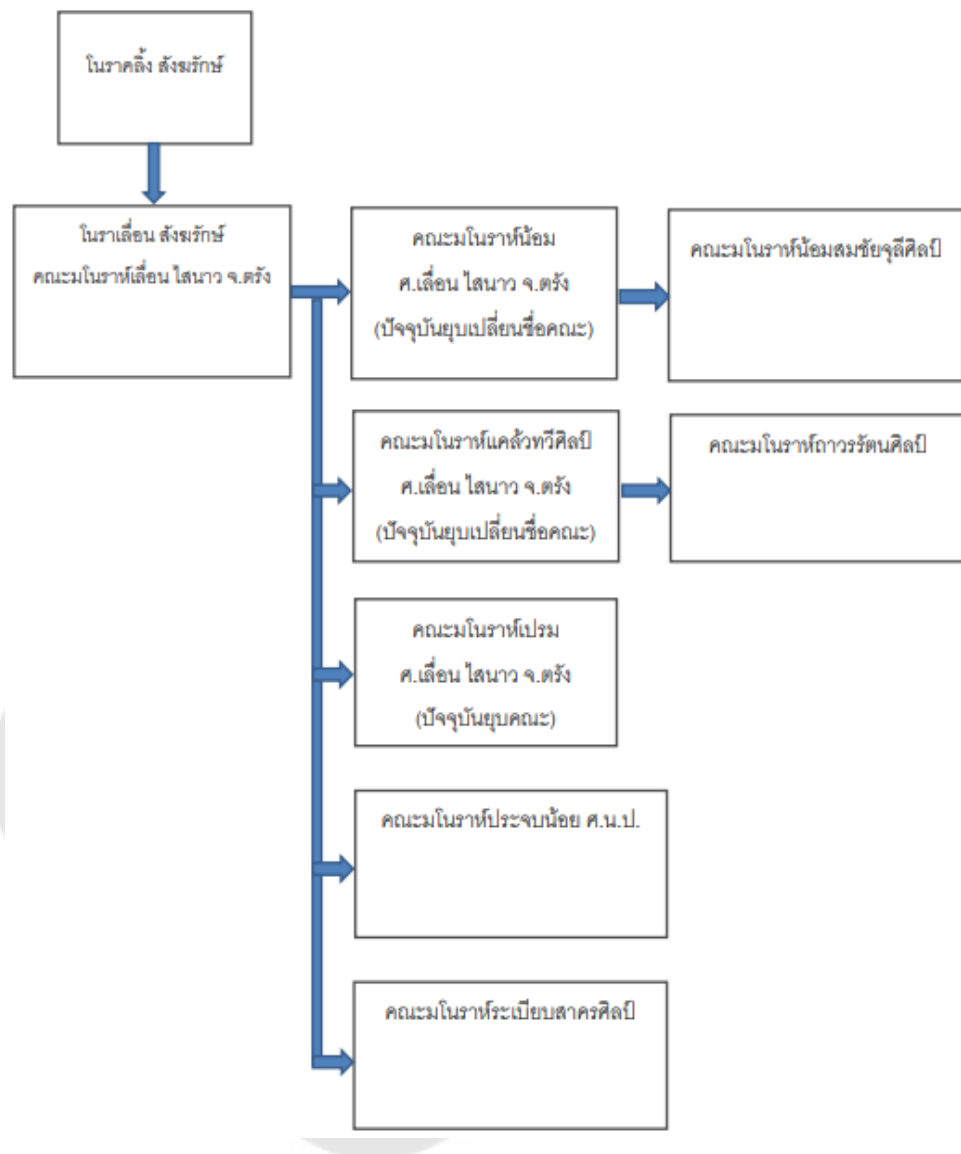 โนราคลิ้ง สังฆรักษ์
โนราเลื่อน สังฆรักษ์
คณะมโนราห์เลื่อน ไสนาว จ.ตรัง
คณะมโนราห์น้อม
ศ.เลื่อน ไสนาว จ.ตรัง
(ปัจจุบันยุบเปลี่ยนชื่อคณะ)
คณะมโนราห์น้อมสมชัยจุลีศิลป์
คณะมโนราห์แคล้วทวีศิลป์
ศ.เลื่อน ไสนาว จ.ตรัง
(ปัจจุบันยุบเปลี่ยนชื่อคณะ)
คณะมโนราห์ถาวรรัตนศิลป์
คณะมโนราห์เปรม
ศ.เลื่อน ไสนาว จ.ตรัง
(ปัจจุบันยุบคณะ)
คณะมโนราห์ประจบน้อย ศ.น.ป.
คณะมโนราห์ระเบียบสาครศิลป์